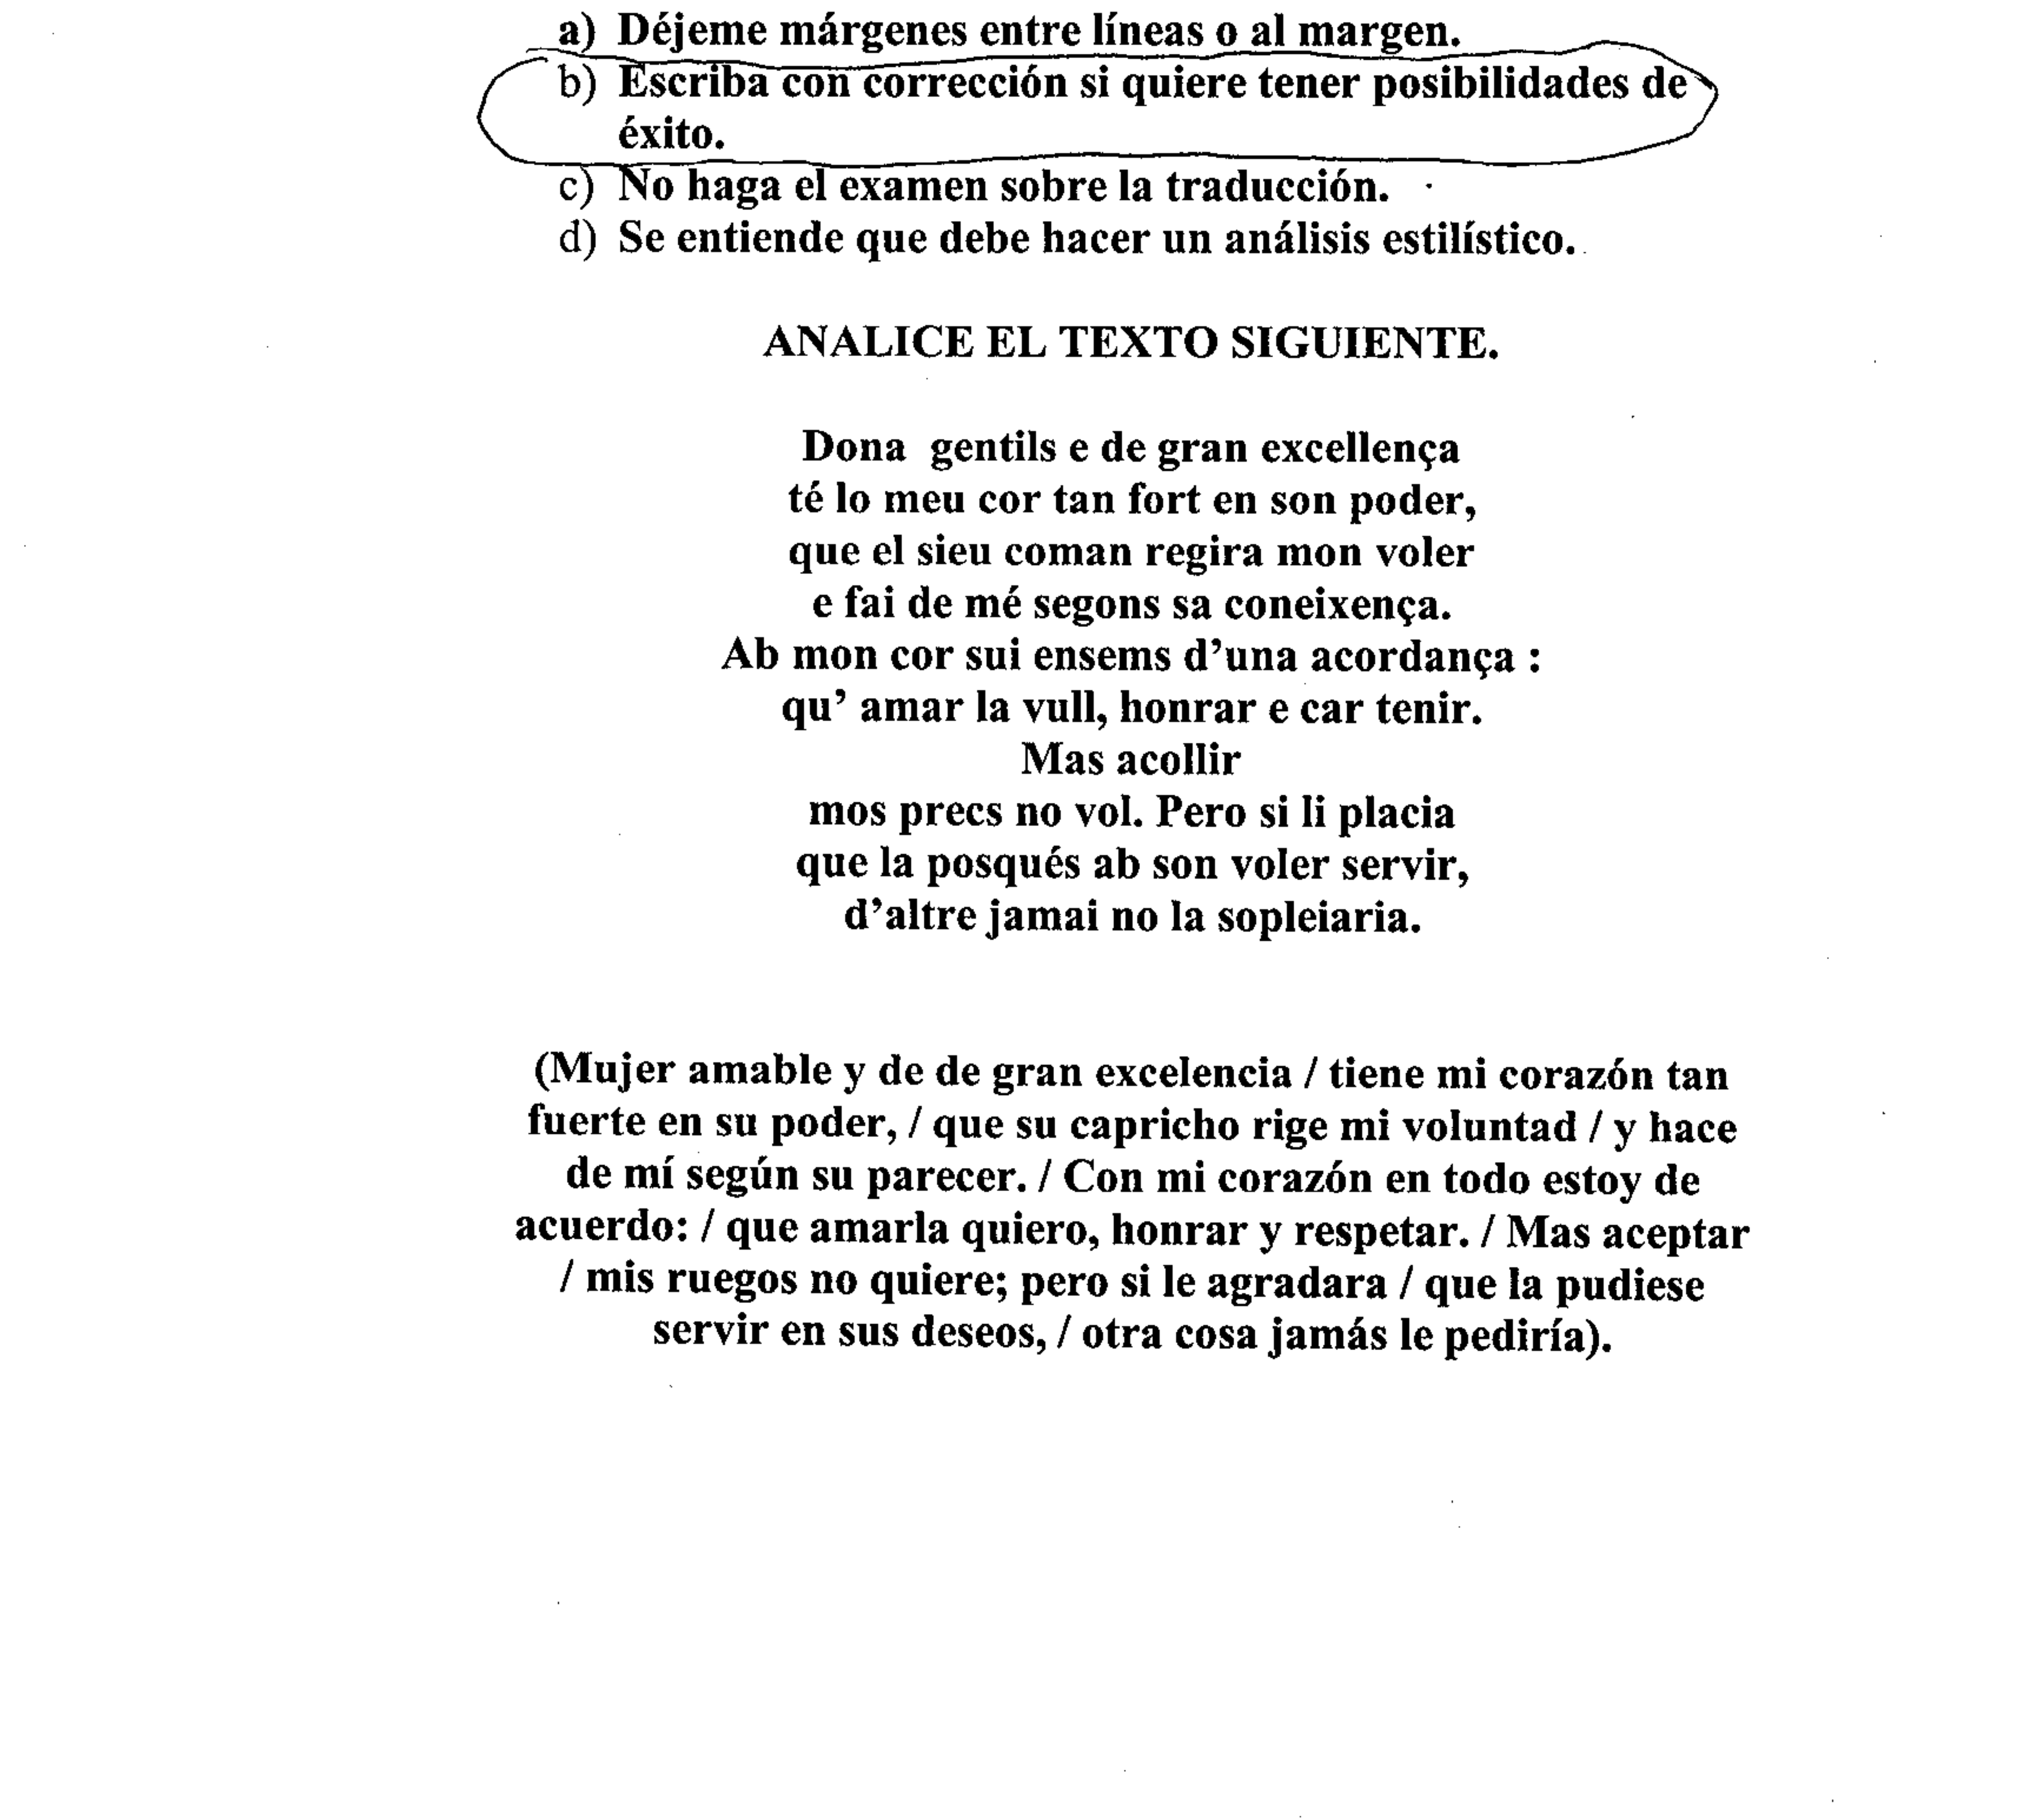 a) Déjeme márgenes entre líneas o al margen.
b) Escriba con corrección si quiere tener posibilidades de
éxito.
c) No haga el examen sobre la traducción.
d) Se entiende que debe hacer un análisis estilístico.
ANALICE EL TEXTO SIGUIENTE.
Dona gentils e de gran excellença
té lo meu cor tan fort en son poder,
que el sieu coman regira mon voler
e fai de mé segons sa coneixença.
Ab mon cor sui ensems d'una acordança :
qu' amar la vull, honrar e car tenir.
Mas acollir
mos precs no vol. Pero si li placia
que la posqués ab son voler servir,
d'altre jamai no la sopleiaria.
(Mujer amable y de de gran excelencia / tiene mi corazón tan
fuerte en su poder, / que su capricho rige mi voluntad / y hace
de mí según su parecer. / Con mi corazón en todo estoy de
acuerdo: / que amarla quiero, honrar y respetar. / Mas aceptar
/ mis ruegos no quiere; pero si le agradara / que la pudiese
servir en sus deseos, / otra cosa jamás le pediría).